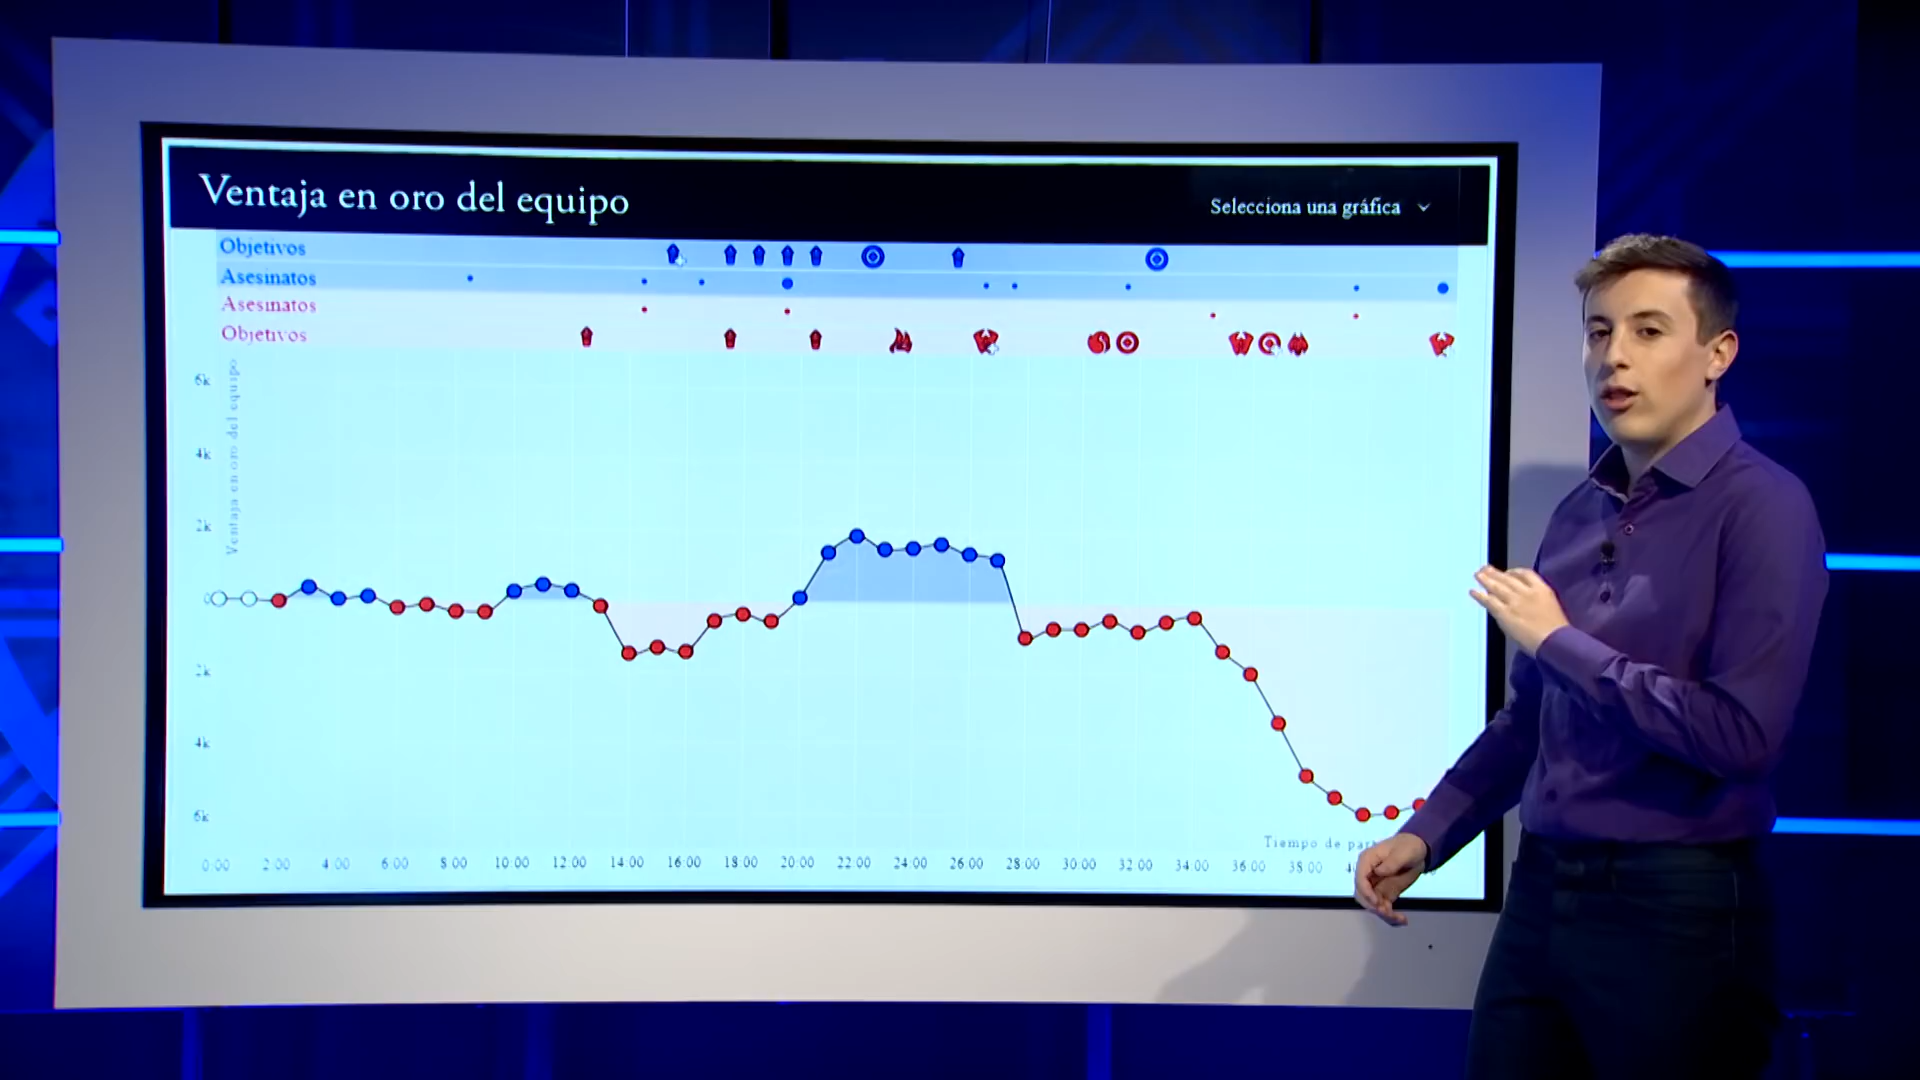 Ventaja en oro del equipo
Selecciona una gráfica
Objetivos
Asesinatos
Asesinatos
Objetivos
6k
4k
2k
0
2k
4k
6k
Ventaja en oro del equipo
Tiempo de
0:00 2:00 4:00 6:00 8:00 10:00 12:00 14:00 16:00 18:00 20:00 22:00 24:00 26:00 28:00 30:00 32:00 34:00 36:00 38:00